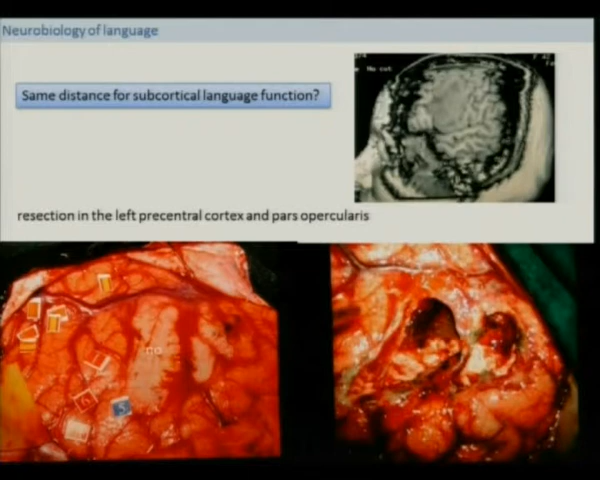 Neurobiology of language
Same distance for subcortical language function?
resection in the left precentral cortex and pars opercularis